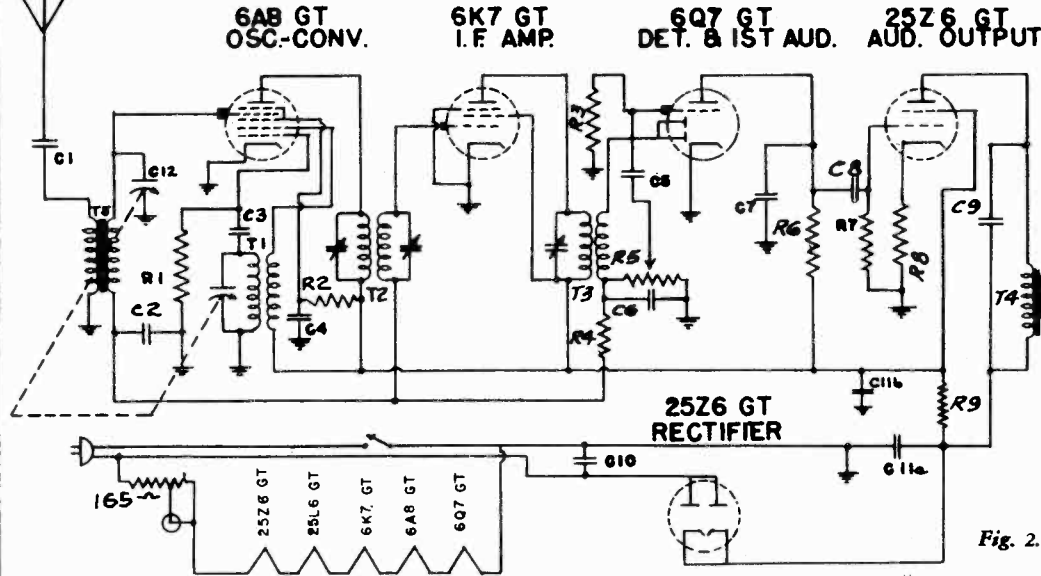 6A8 GT
OSC.-CONV.
6K7 GT
I.F. AMP.
6Q7 GT
DET. & 1ST AUD.
25Z6 GT
AUD. OUTPUT
C1
T5
C12
R1
C2
C3
T1
C4
R2
T2
T3
R3
C5
R5
C6
R4
C7
R6
C8
R7
R8
C9
T4
C11b
R9
25Z6 GT
RECTIFIER
C10
C11a
165~
25Z6 GT
25L6 GT
6K7 GT
6A8 GT
6Q7 GT
Fig. 2.